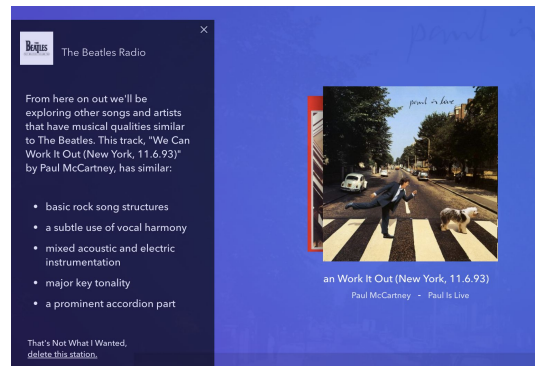 BEATLES
The Beatles Radio
From here on out we'll be
exploring other songs and artists
that have musical qualities similar
to The Beatles. This track, "We Can
Work It Out (New York, 11.6.93)"
by Paul McCartney, has similar:
• basic rock song structures
• a subtle use of vocal harmony
• mixed acoustic and electric
instrumentation
• major key tonality
• a prominent accordion part
That's Not What I Wanted,
delete this station.
paul is live
an Work It Out (New York, 11.6.93)
Paul McCartney - Paul Is Live